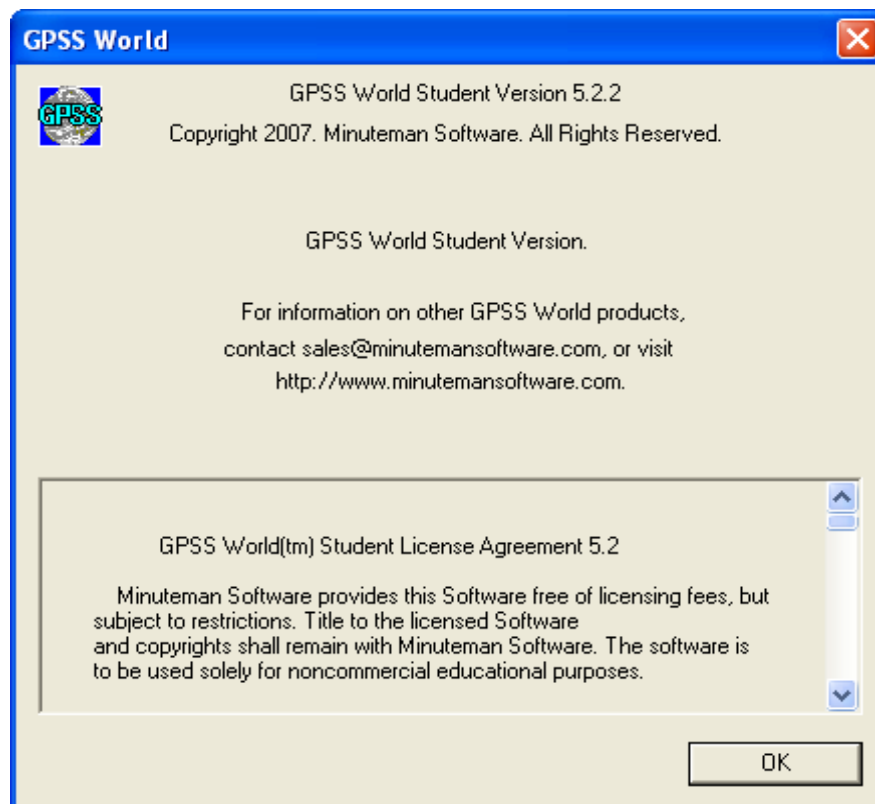 GPSS World
GPSS
GPSS World Student Version 5.2.2
Copyright 2007. Minuteman Software. All Rights Reserved.
GPSS World Student Version.
For information on other GPSS World products,
contact sales@minutemansoftware.com, or visit
http://www.minutemansoftware.com.
GPSS World(tm) Student License Agreement 5.2
Minuteman Software provides this Software free of licensing fees, but
subject to restrictions. Title to the licensed Software
and copyrights shall remain with Minuteman Software. The software is
to be used solely for noncommercial educational purposes.
OK